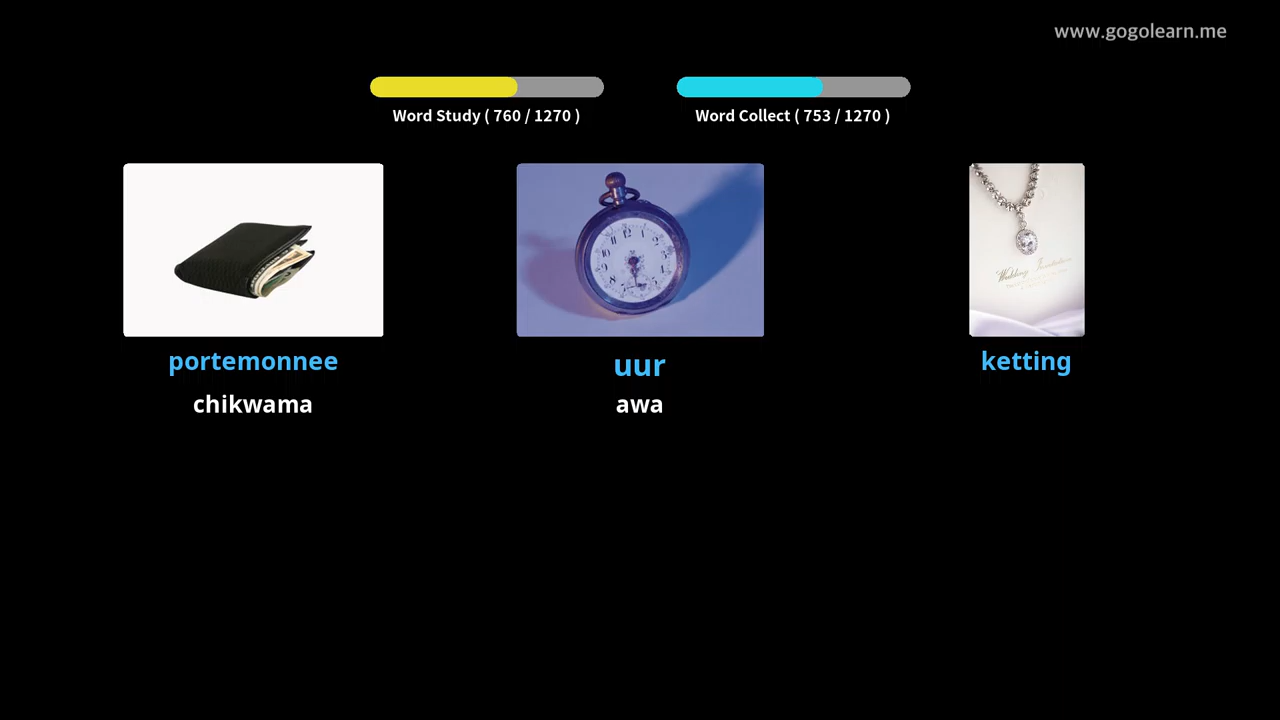 www.gogolearn.me
Word Study ( 760 / 1270 )
Word Collect ( 753 / 1270 )
portemonnee
uur
ketting
chikwama
awa